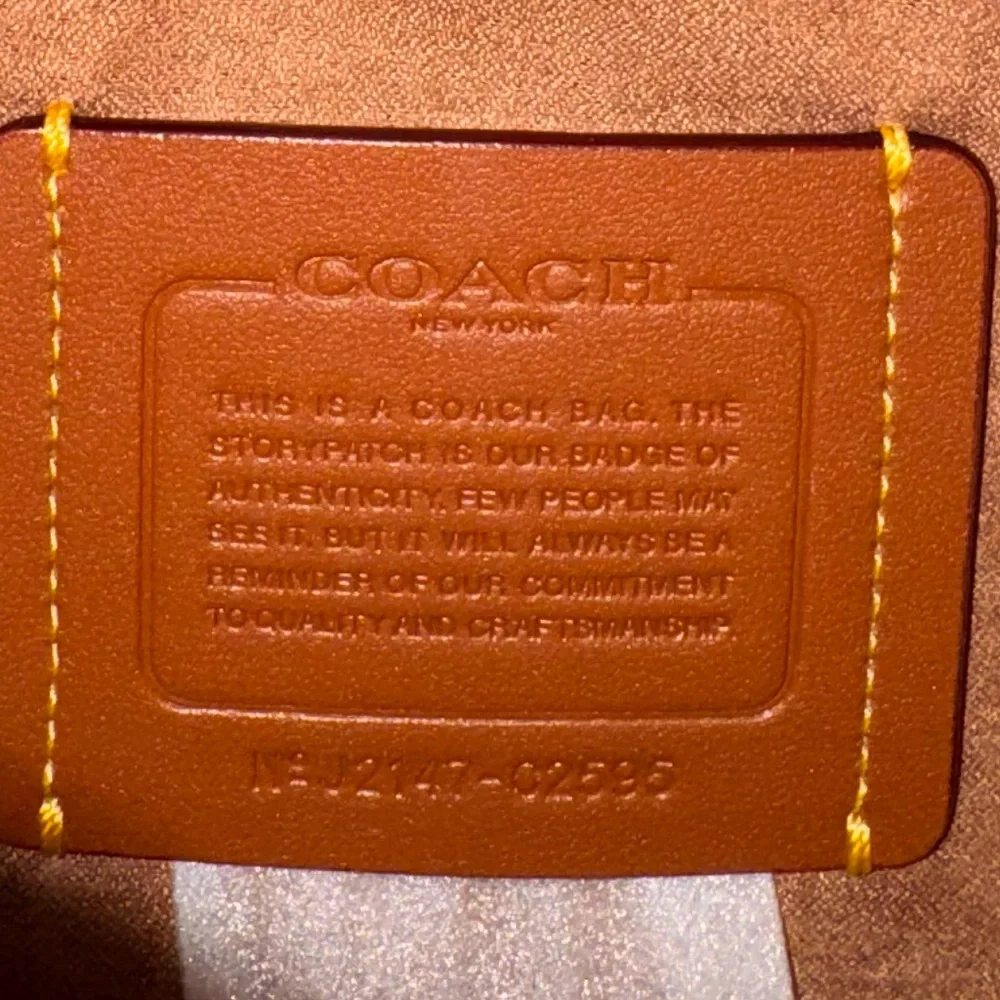 COACH
NEW YORK
THIS IS A COACH BAG. THE
STORYPATCH IS OUR BADGE OF
AUTHENTICITY. FEW PEOPLE MAY
SEE IT. BUT IT WILL ALWAYS BE A
REMINDER OF OUR COMMITMENT
TO QUALITY AND CRAFTSMANSHIP.
Nº J2147-C2595